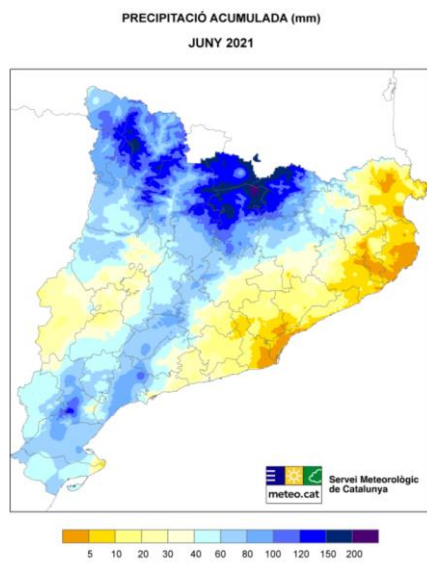 PRECIPITACIÓ ACUMULADA (mm)
JUNY 2021
meteo.cat
Servei Meteorològic
de Catalunya
5 10 20 30 40 60 80 100 120 150 200